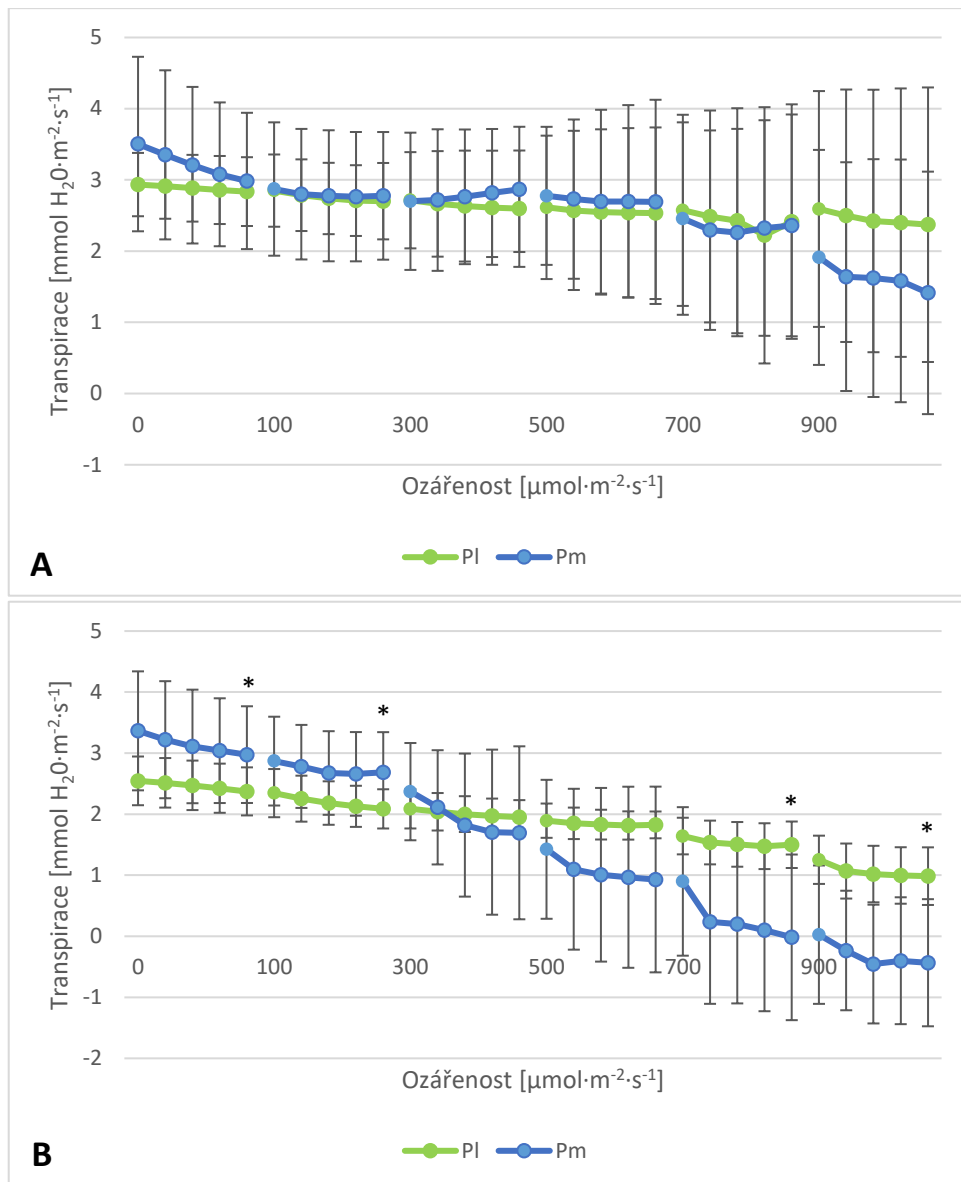 5
4
3
2
1
0
-1
Transpirace [mmol H₂O·m⁻²·s⁻¹]
0 100 300 500 700 900
Ozářenost [µmol·m⁻²·s⁻¹]
Pl Pm
A
5
4
3
2
1
0
-1
-2
Transpirace [mmol H₂O·m⁻²·s⁻¹]
* * * *
0 100 300 500 700 900
Ozářenost [µmol·m⁻²·s⁻¹]
Pl Pm
B